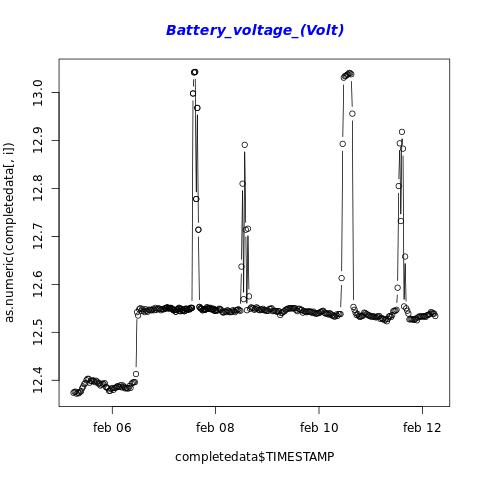 Battery_voltage_(Volt)
as.numeric(completedata[, i])
13.0
12.9
12.8
12.7
12.6
12.5
12.4
feb 06 feb 08 feb 10 feb 12
completedata$TIMESTAMP